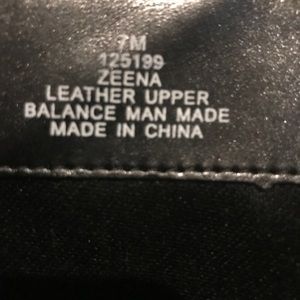 7M
125199
ZEENA
LEATHER UPPER
BALANCE MAN MADE
MADE IN CHINA